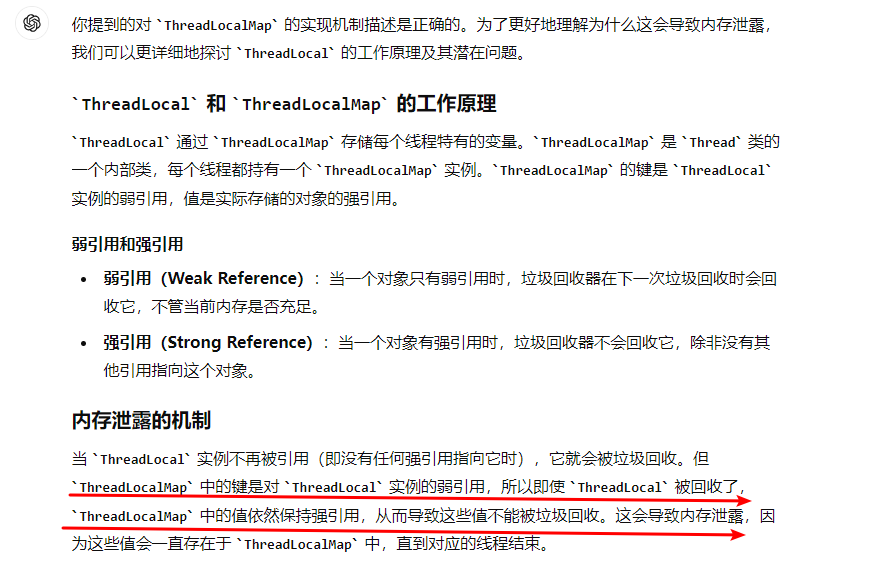 你提到的对 `ThreadLocalMap` 的实现机制描述是正确的。为了更好地理解为什么这会导致内存泄露,
我们可以更详细地探讨 `ThreadLocal` 的工作原理及其潜在问题。
`ThreadLocal` 和 `ThreadLocalMap` 的工作原理
`ThreadLocal` 通过 `ThreadLocalMap` 存储每个线程特有的变量。`ThreadLocalMap` 是 `Thread` 类的
一个内部类，每个线程都持有一个 `ThreadLocalMap` 实例。`ThreadLocalMap` 的键是 `ThreadLocal`
实例的弱引用，值是实际存储的对象的强引用。
弱引用和强引用
• 弱引用（Weak Reference）：当一个对象只有弱引用时，垃圾回收器在下一次垃圾回收时会回
收它，不管当前内存是否充足。
• 强引用（Strong Reference）：当一个对象有强引用时，垃圾回收器不会回收它，除非没有其
他引用指向这个对象。
内存泄露的机制
当 `ThreadLocal` 实例不再被引用（即没有任何强引用指向它时），它就会被垃圾回收。但
`ThreadLocalMap` 中的键是对 `ThreadLocal` 实例的弱引用，所以即使 `ThreadLocal` 被回收了，
`ThreadLocalMap` 中的值依然保持强引用，从而导致这些值不能被垃圾回收。这会导致内存泄露，因
为这些值会一直存在于 `ThreadLocalMap` 中，直到对应的线程结束。